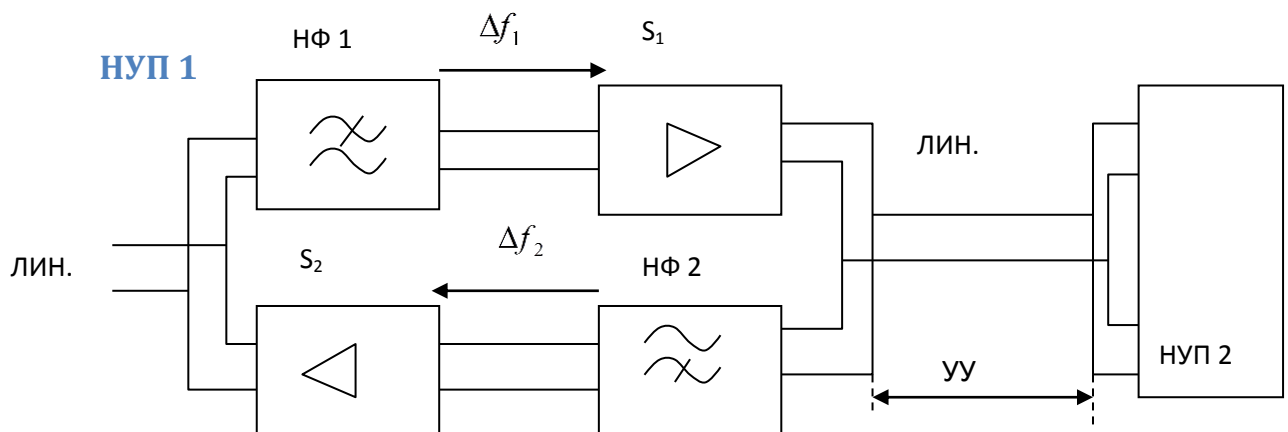 НФ 1
Δf₁
S₁
НУП 1
ЛИН.
ЛИН.
S₂
Δf₂
НФ 2
УУ
НУП 2